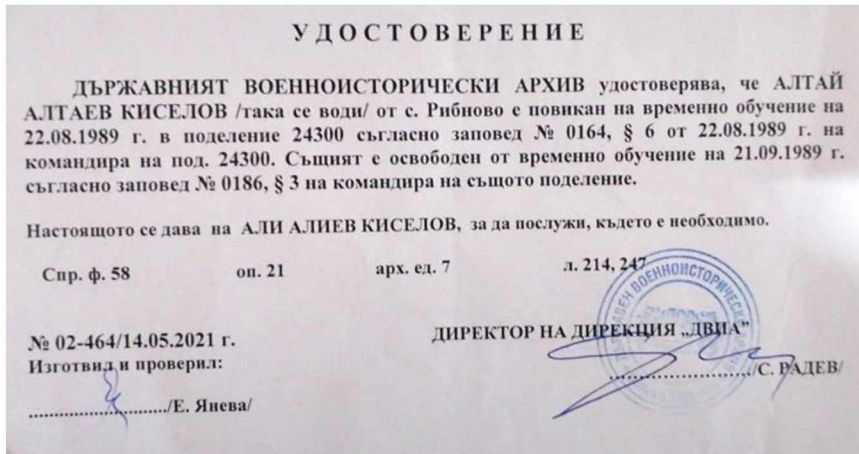 УДОСТОВЕРЕНИЕ
ДЪРЖАВНИЯТ ВОЕННОИСТОРИЧЕСКИ АРХИВ удостоверява, че АЛТАЙ
АЛТАЕВ КИСЕЛОВ /така се води/ от с. Рибново е повикан на временно обучение на
22.08.1989 г. в поделение 24300 съгласно заповед № 0164, § 6 от 22.08.1989 г. на
командира на под. 24300. Същият е освободен от временно обучение на 21.09.1989 г.
съгласно заповед № 0186, § 3 на командира на същото поделение.
Настоящото се дава на АЛИ АЛИЕВ КИСЕЛОВ, за да послужи, където е необходимо.
Спр. ф. 58 оп. 21 арх. ед. 7 л. 214, 247
№ 02-464/14.05.2021 г.
ДИРЕКТОР НА ДИРЕКЦИЯ „ДВИА”
Изготвил и проверил:
/С. РАДЕВ/
/Е. Янева/